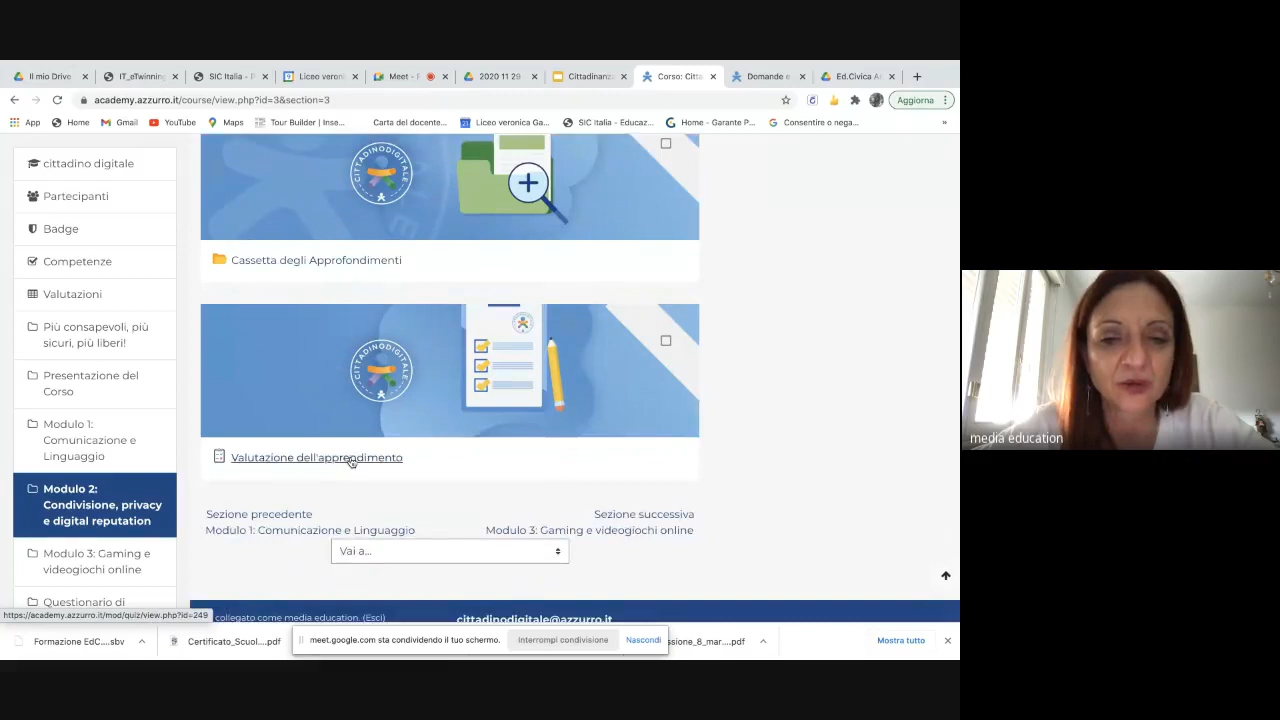 Il mio Drive
IT_eTwinning
SIC Italia - P
Liceo veroni
Meet - 
2020 11 29
Cittadinanz
Corso: Citta
Domande e
Ed.Civica A
academy.azzurro.it/course/view.php?id=3&section=3
Aggiorna
App
Home
Gmail
YouTube
Maps
Tour Builder | Inse...
Carta del docente...
Liceo veronica Ga...
SIC Italia - Educaz...
Home - Garante P...
Consentire o nega...
»
cittadino digitale
Partecipanti
Badge
Competenze
Valutazioni
Più consapevoli, più
sicuri, più liberi!
Presentazione del
Corso
Modulo 1:
Comunicazione e
Linguaggio
Modulo 2:
Condivisione, privacy
e digital reputation
Modulo 3: Gaming e
videogiochi online
Questionario di
CITTADINODIGITALE
Cassetta degli Approfondimenti
CITTADINODIGITALE
Valutazione dell'apprendimento
Sezione precedente
Modulo 1: Comunicazione e Linguaggio
Sezione successiva
Modulo 3: Gaming e videogiochi online
Vai a...
https://academy.azzurro.it/mod/quiz/view.php?id=249
collegato come media education. (Esci)
cittadinodigitale@azzurro.it
Formazione EdC....sbv
Certificato_Scuol....pdf
meet.google.com sta condividendo il tuo schermo.
Interrompi condivisione
Nascondi
ssione_8_mar....pdf
Mostra tutto
media education